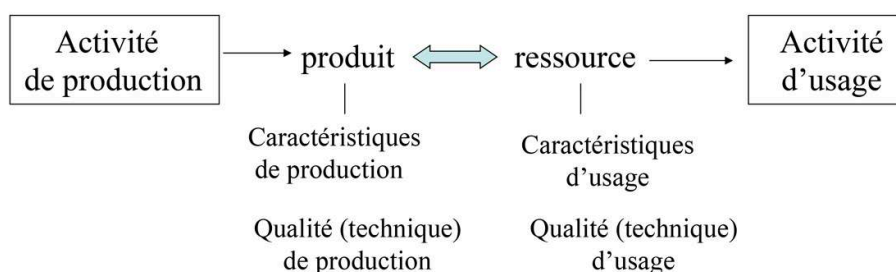 Activité
de production
produit
ressource
Activité
d’usage
Caractéristiques
de production
Caractéristiques
d’usage
Qualité (technique)
de production
Qualité (technique)
d’usage